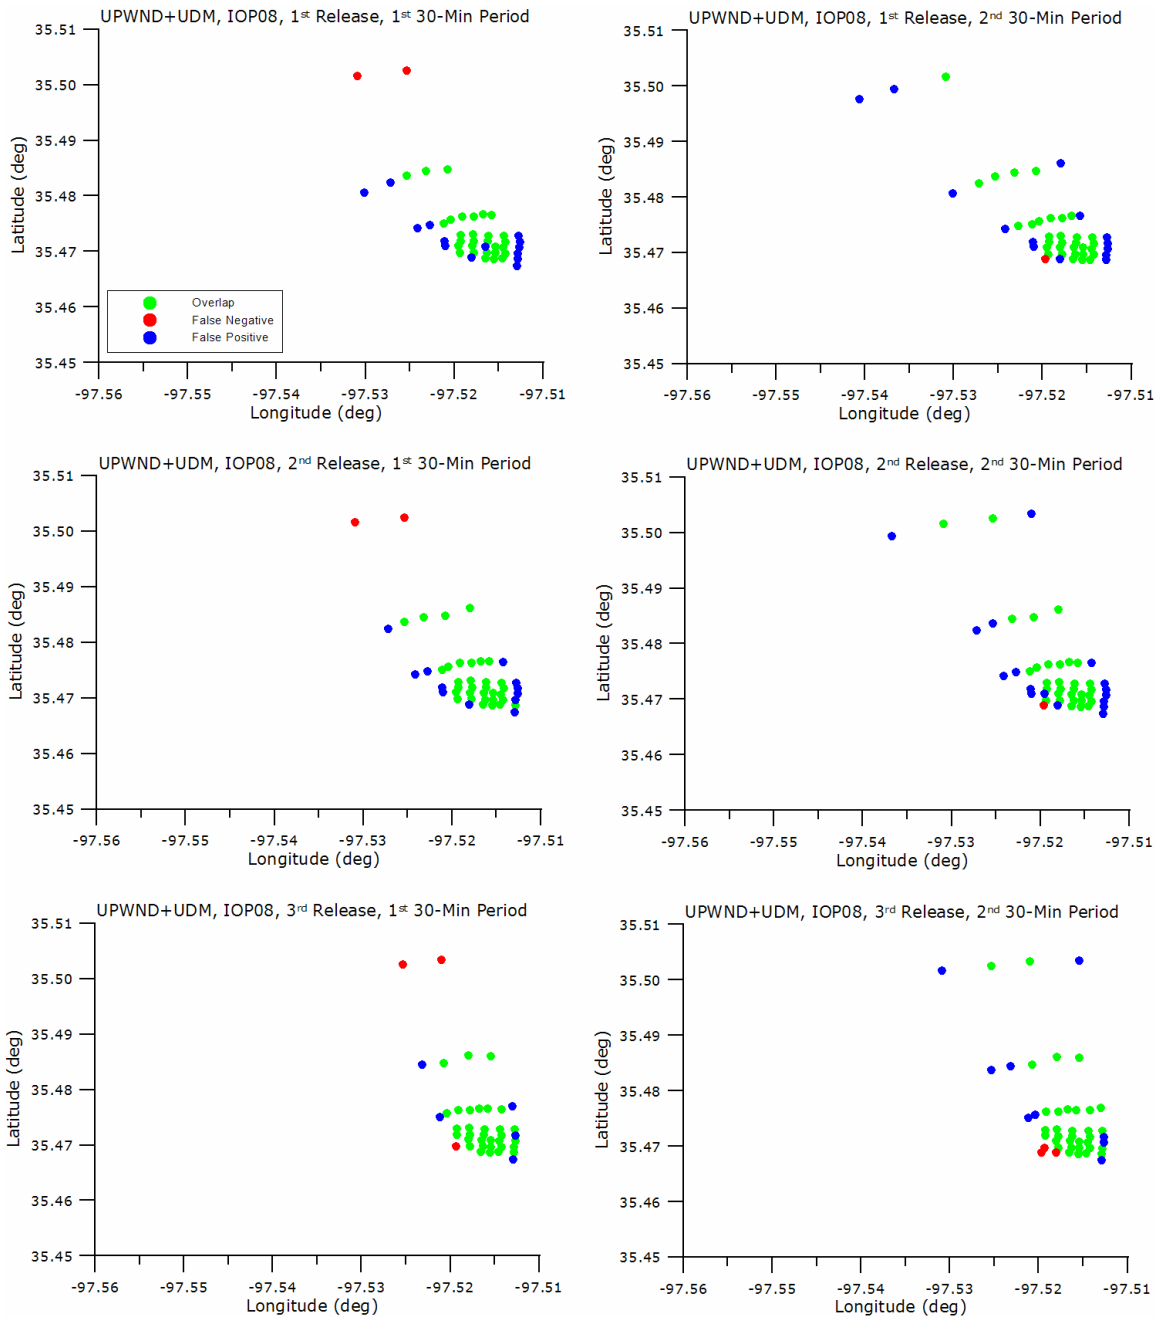 UPWND+UDM, IOP08, 1st Release, 1st 30-Min Period
35.51
35.50
35.49
35.48
35.47
35.46
35.45
Latitude (deg)
Overlap
False Negative
False Positive
-97.56 -97.55 -97.54 -97.53 -97.52 -97.51
Longitude (deg)
UPWND+UDM, IOP08, 1st Release, 2nd 30-Min Period
35.51
35.50
35.49
35.48
35.47
35.46
35.45
Latitude (deg)
-97.56 -97.55 -97.54 -97.53 -97.52 -97.51
Longitude (deg)
UPWND+UDM, IOP08, 2nd Release, 1st 30-Min Period
35.51
35.50
35.49
35.48
35.47
35.46
35.45
Latitude (deg)
-97.56 -97.55 -97.54 -97.53 -97.52 -97.51
Longitude (deg)
UPWND+UDM, IOP08, 2nd Release, 2nd 30-Min Period
35.51
35.50
35.49
35.48
35.47
35.46
35.45
Latitude (deg)
-97.56 -97.55 -97.54 -97.53 -97.52 -97.51
Longitude (deg)
UPWND+UDM, IOP08, 3rd Release, 1st 30-Min Period
35.51
35.50
35.49
35.48
35.47
35.46
35.45
Latitude (deg)
-97.56 -97.55 -97.54 -97.53 -97.52 -97.51
Longitude (deg)
UPWND+UDM, IOP08, 3rd Release, 2nd 30-Min Period
35.51
35.50
35.49
35.48
35.47
35.46
35.45
Latitude (deg)
-97.56 -97.55 -97.54 -97.53 -97.52 -97.51
Longitude (deg)